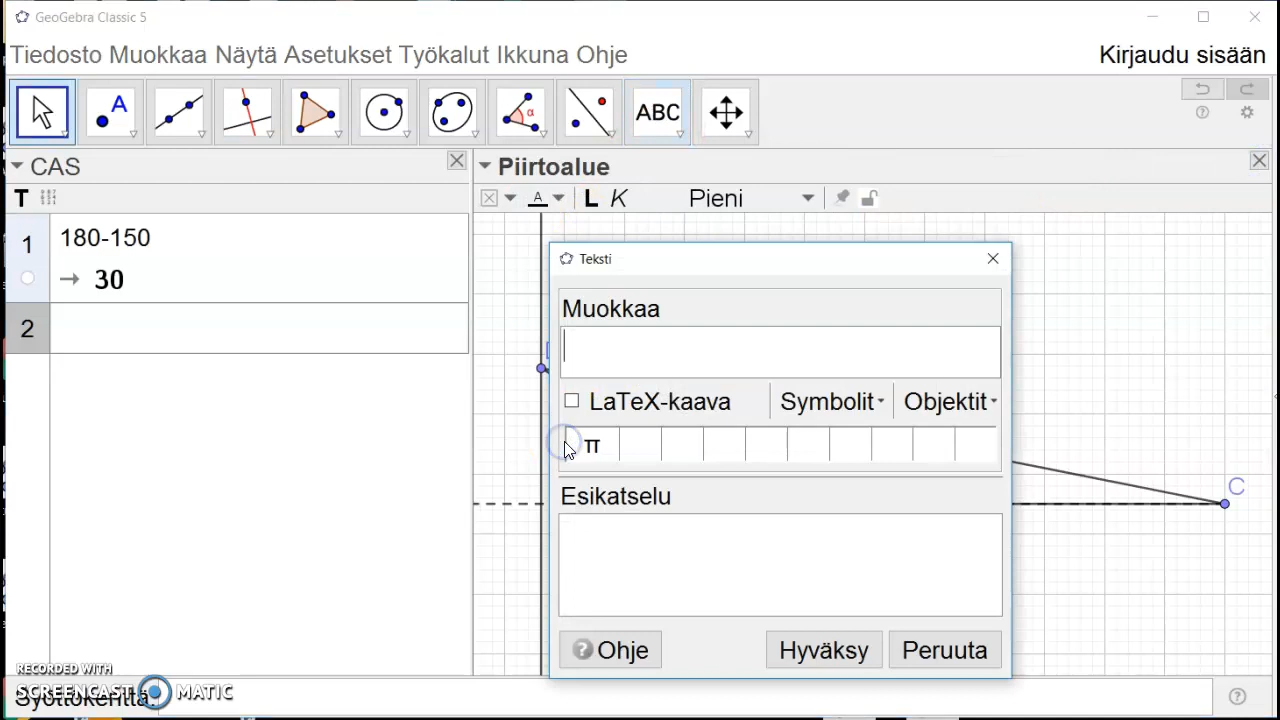 GeoGebra Classic 5
Tiedosto Muokkaa Näytä Asetukset Työkalut Ikkuna Ohje
Kirjaudu sisään
A
α
ABC
CAS
Piirtoalue
T
A
L K
Pieni
1
180-150
→ 30
2
Teksti
Muokkaa
LaTeX-kaava
Symbolit
Objektit
π
Esikatselu
C
Ohje
Hyväksy
Peruuta
RECORDED WITH
SCREENCAST MATIC
Syöttökenttä: